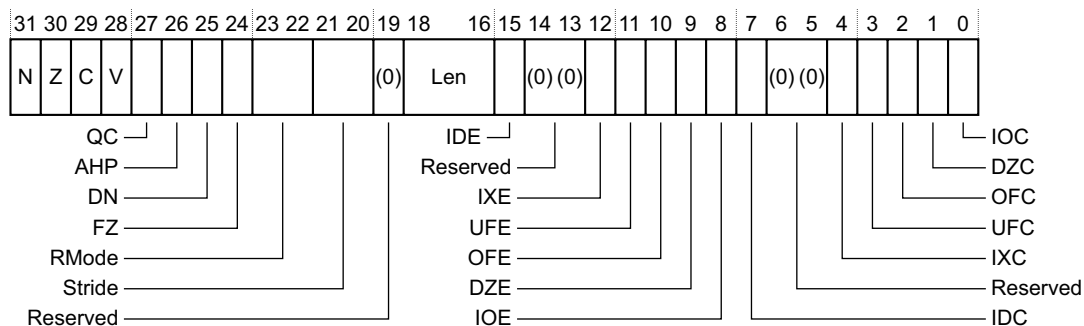 31 30 29 28 27 26 25 24 23 22 21 20 19 18 16 15 14 13 12 11 10 9 8 7 6 5 4 3 2 1 0
N Z C V (0) Len (0) (0) (0) (0)
QC IDE IOC
AHP Reserved DZC
DN IXE OFC
FZ UFE UFC
RMode OFE IXC
Stride DZE Reserved
Reserved IOE IDC